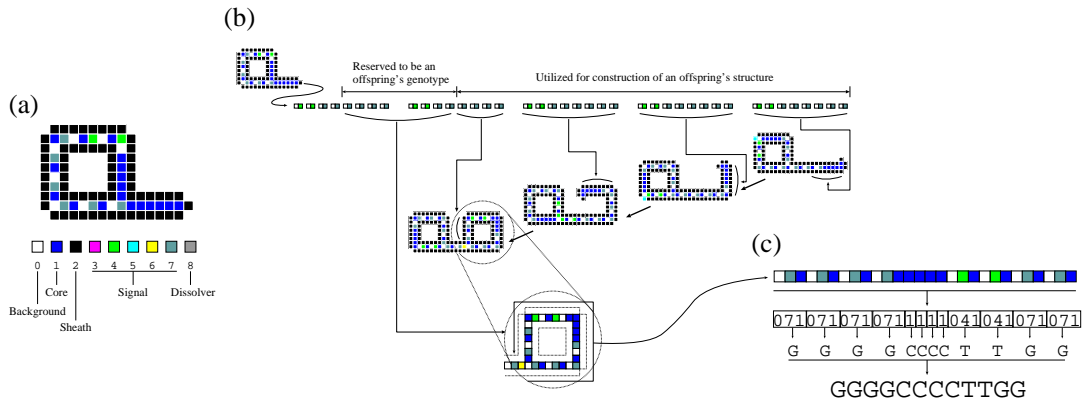 (a)
0 1 2 3 4 5 6 7 8
Core
Signal
Dissolver
Background
Sheath
(b)
Reserved to be an
offspring's genotype
Utilized for construction of an offspring's structure
(c)
071 071 071 071 1 1 1 1 041 041 071 071
G G G G C C C C T T G G
GGGGCCCCTTGG